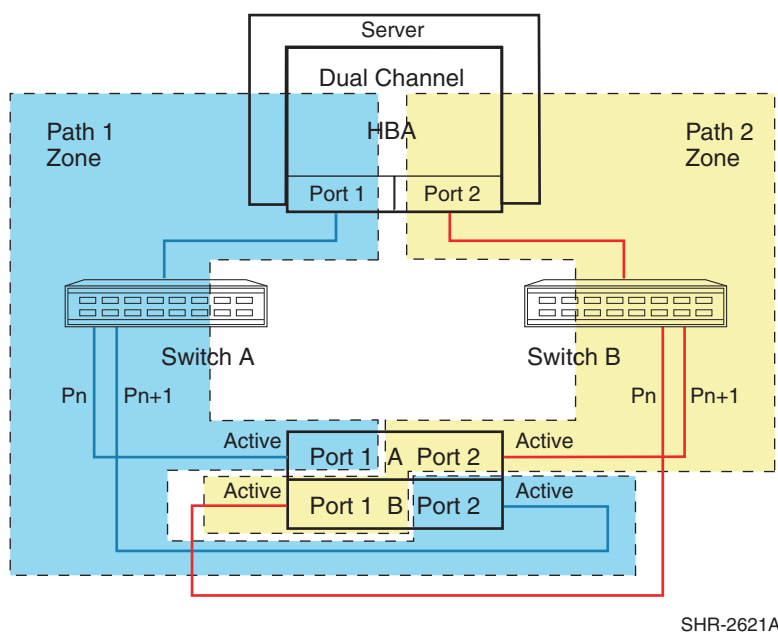 Server
Dual Channel
HBA
Path 1
Zone
Path 2
Zone
Port 1
Port 2
Switch A
Switch B
Pn
Pn+1
Pn
Pn+1
Active
Port 1
A
Port 2
Active
Active
Port 1
B
Port 2
Active
SHR-2621A